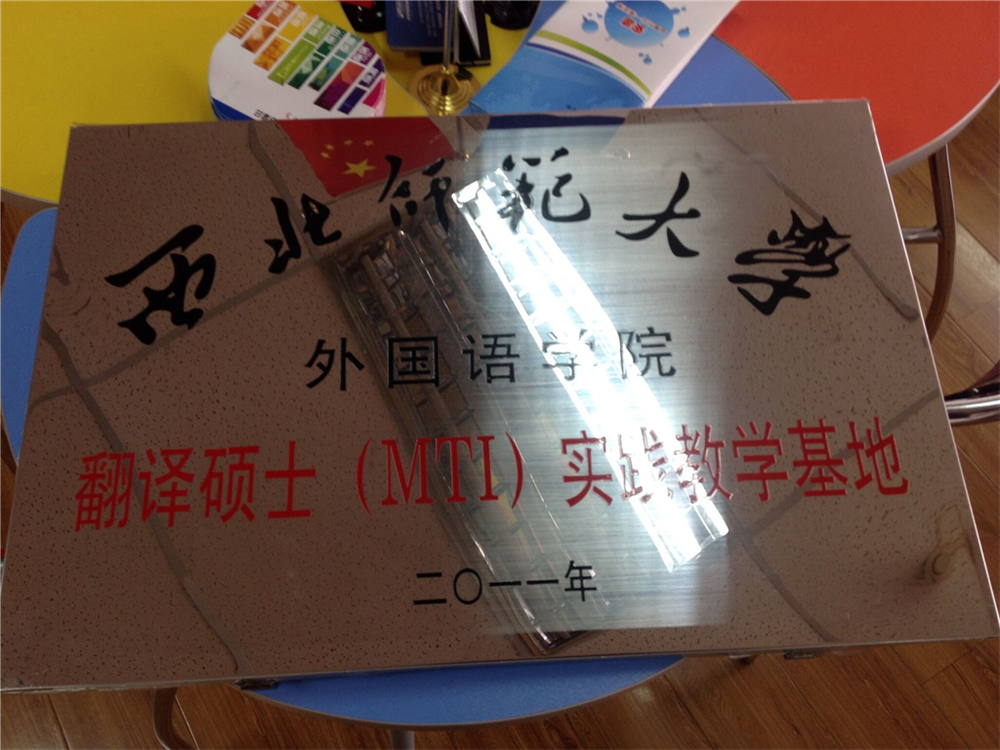 西北师范大学
外国语学院
翻译硕士（MTI）实践教学基地
二〇一一年